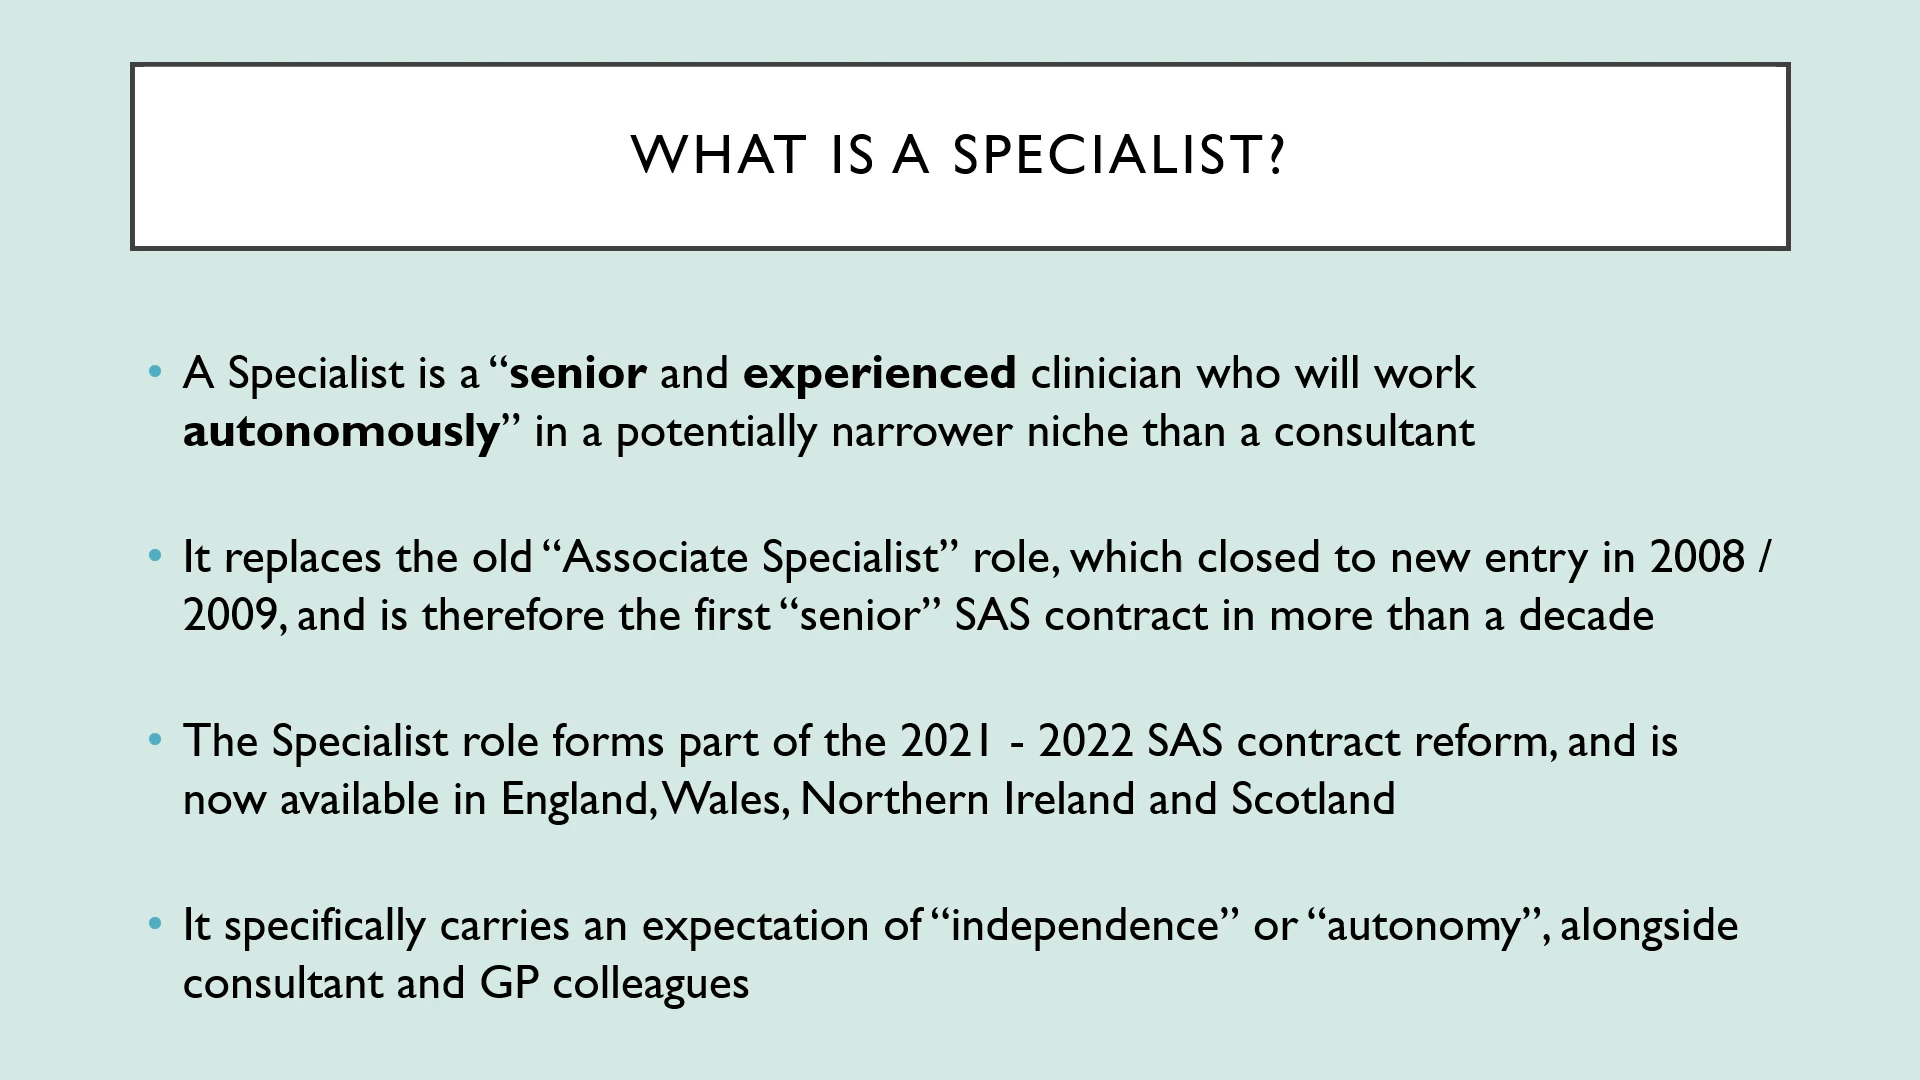 WHAT IS A SPECIALIST?
• A Specialist is a “senior and experienced clinician who will work
autonomously” in a potentially narrower niche than a consultant
• It replaces the old “Associate Specialist” role, which closed to new entry in 2008 /
2009, and is therefore the first “senior” SAS contract in more than a decade
• The Specialist role forms part of the 2021 - 2022 SAS contract reform, and is
now available in England, Wales, Northern Ireland and Scotland
• It specifically carries an expectation of “independence” or “autonomy”, alongside
consultant and GP colleagues